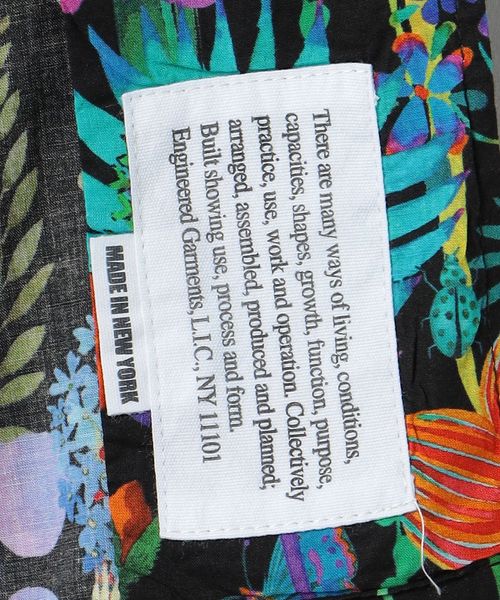 There are many ways of living, conditions,
capacities, shapes, growth, function, purpose,
practice, use, work and operation. Collectively
arranged, assembled, produced and planned;
Built showing use, process and form.
Engineered Garments, L.I.C., NY 11101
MADE IN NEW YORK